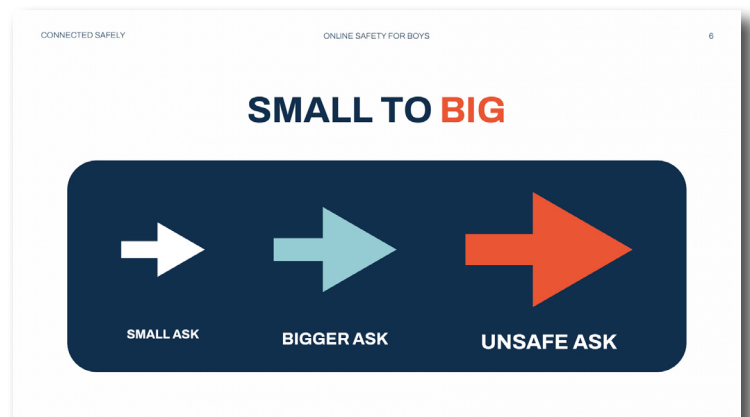 CONNECTED SAFELY
ONLINE SAFETY FOR BOYS
6
SMALL TO BIG
SMALL ASK
BIGGER ASK
UNSAFE ASK